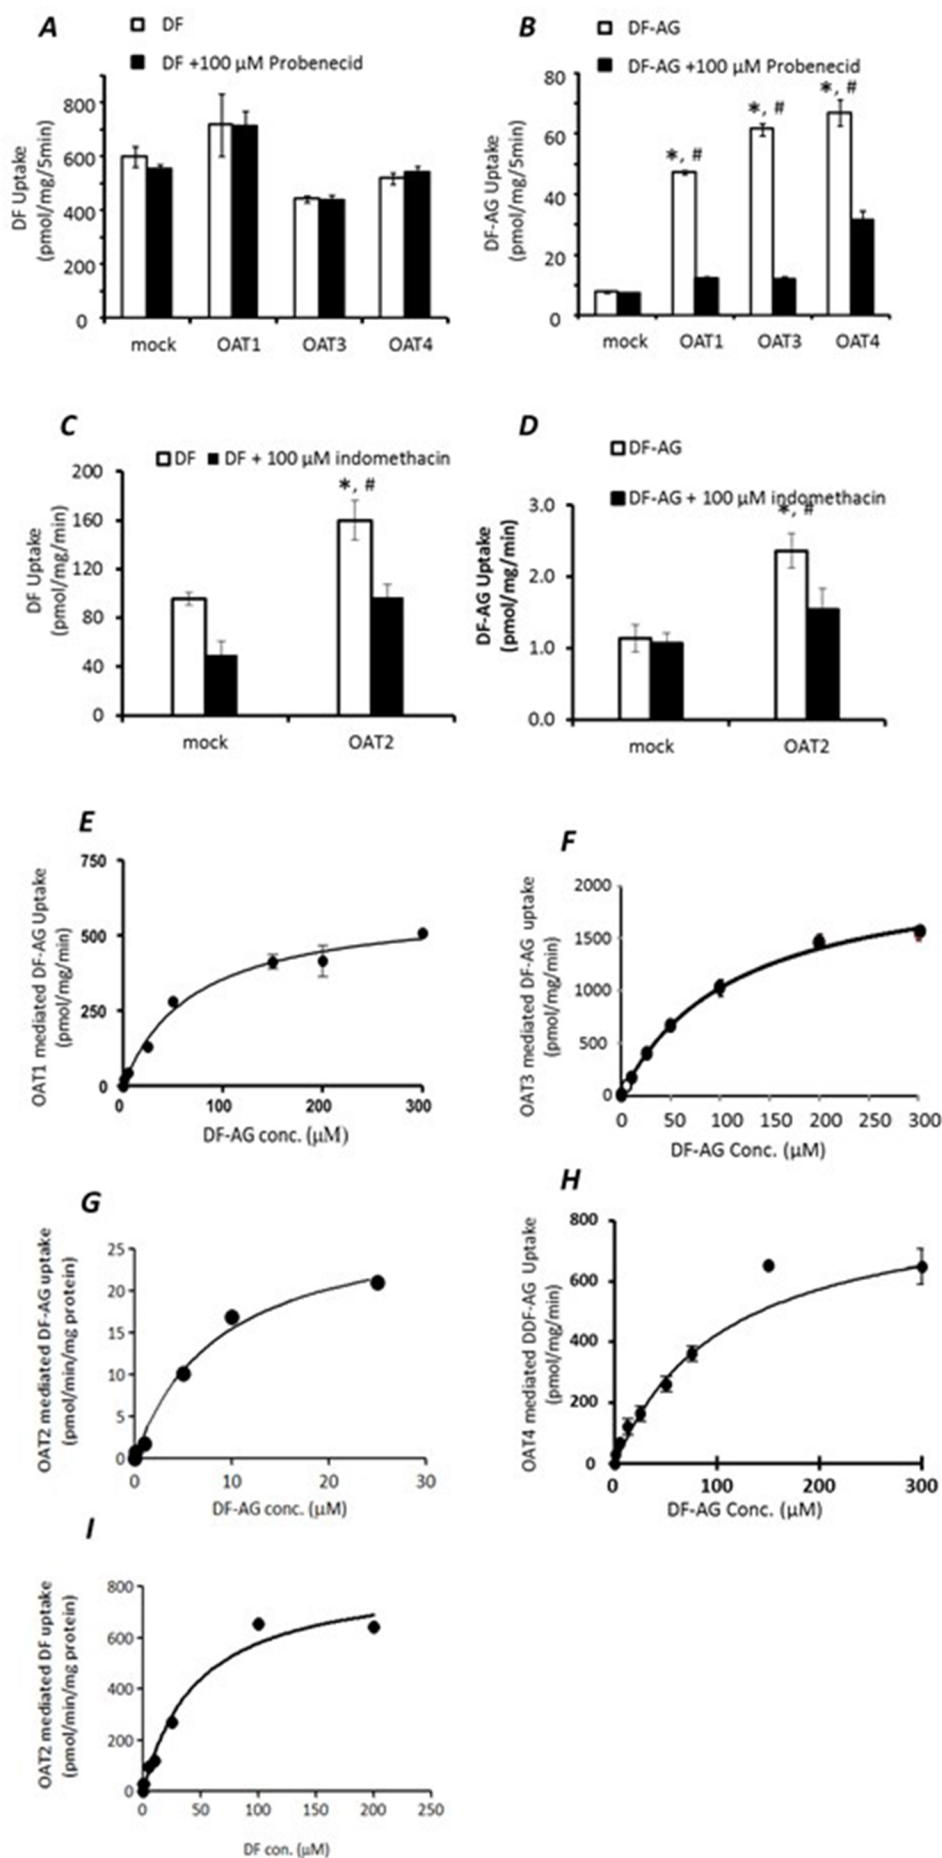 A
DF
DF +100 µM Probenecid
DF Uptake
(pmol/mg/5min)
800
600
400
200
0
mock OAT1 OAT3 OAT4
B
DF-AG
DF-AG +100 µM Probenecid
DF-AG Uptake
(pmol/mg/5min)
80
60
40
20
0
*, # *, # *, #
mock OAT1 OAT3 OAT4
C
DF DF + 100 µM indomethacin
DF Uptake
(pmol/mg/min)
200
160
120
80
40
0
*, #
mock OAT2
D
DF-AG
DF-AG + 100 µM indomethacin
DF-AG Uptake
(pmol/mg/min)
3.0
2.0
1.0
0.0
*, #
mock OAT2
E
OAT1 mediated DF-AG Uptake
(pmol/mg/min)
750
500
250
0
0 100 200 300
DF-AG conc. (µM)
F
OAT3 mediated DF-AG uptake
(pmol/mg/min)
2000
1500
1000
500
0
0 50 100 150 200 250 300
DF-AG Conc. (µM)
G
OAT2 mediated DF-AG uptake
(pmol/min/mg protein)
25
20
15
10
5
0
0 10 20 30
DF-AG conc. (µM)
H
OAT4 mediated DDF-AG Uptake
(pmol/mg/min)
800
600
400
200
0
0 100 200 300
DF-AG Conc. (µM)
I
OAT2 mediated DF uptake
(pmol/min/mg protein)
800
600
400
200
0
0 50 100 150 200 250
DF con. (µM)